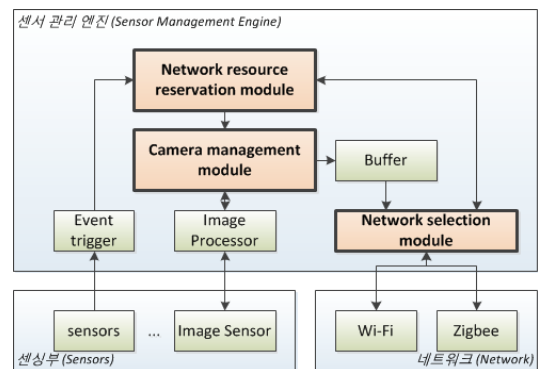 센서 관리 엔진 (Sensor Management Engine)
Network resource
reservation module
Camera management
module
Buffer
Event
trigger
Image
Processor
Network selection
module
sensors
...
Image Sensor
Wi-Fi
Zigbee
센싱부 (Sensors)
네트워크 (Network)